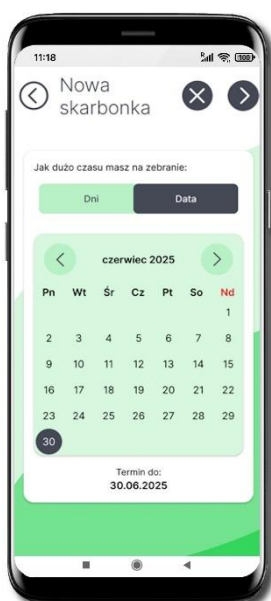 11:18
100
Nowa
skarbonka
Jak dużo czasu masz na zebranie:
Dni Data
czerwiec 2025
Pn Wt Śr Cz Pt So Nd
1
2 3 4 5 6 7 8
9 10 11 12 13 14 15
16 17 18 19 20 21 22
23 24 25 26 27 28 29
30
Termin do:
30.06.2025